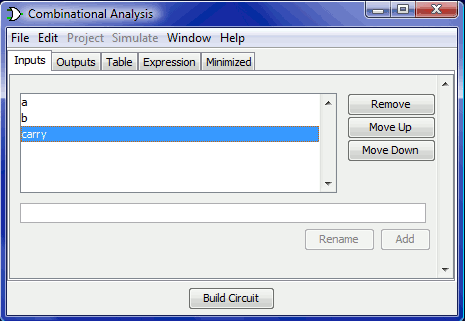 Combinational Analysis
File Edit Project Simulate Window Help
Inputs Outputs Table Expression Minimized
a
b
carry
Remove
Move Up
Move Down
Rename Add
Build Circuit